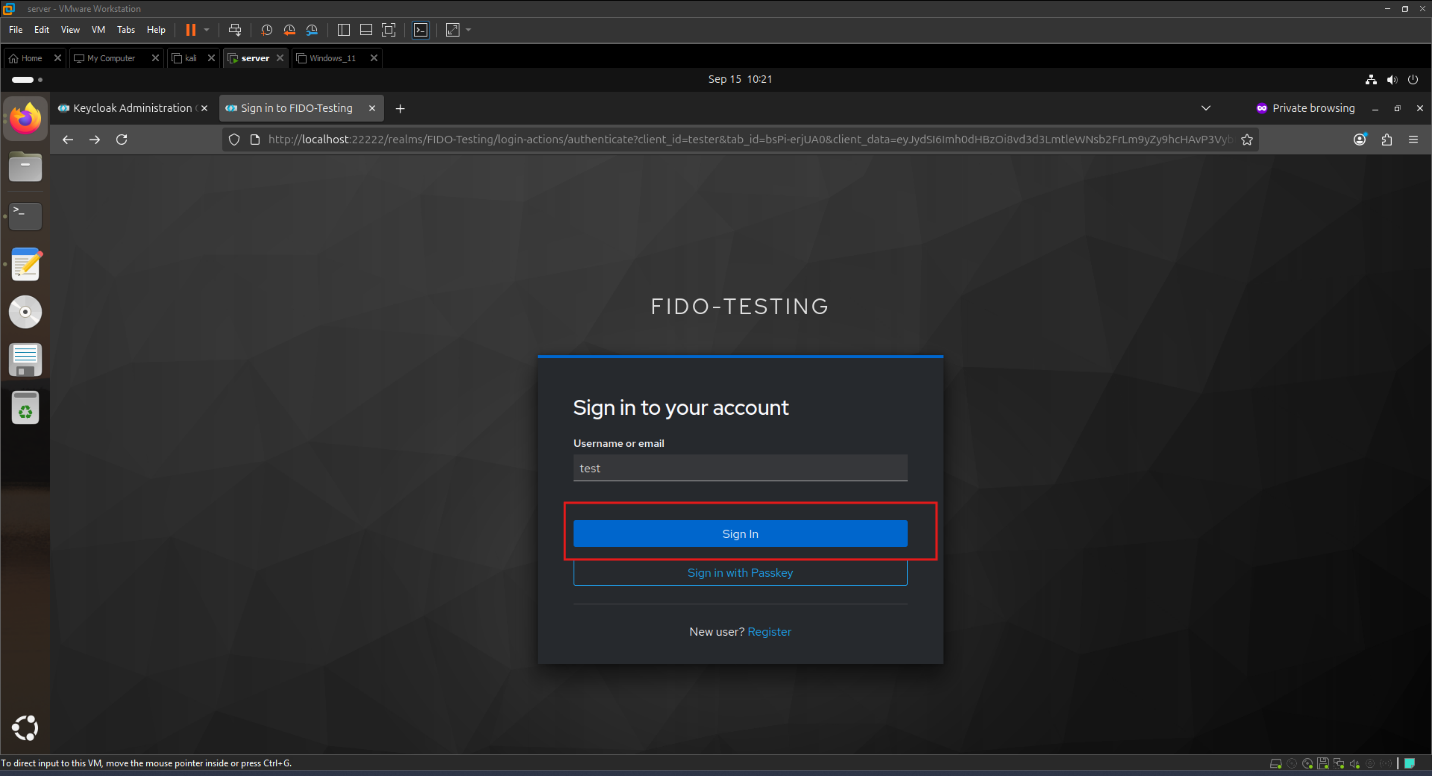 server - VMware Workstation
File Edit View VM Tabs Help
Home My Computer kali server Windows_11
Sep 15 10:21
Keycloak Administration Sign in to FIDO-Testing Private browsing
http://localhost:22222/realms/FIDO-Testing/login-actions/authenticate?client_id=tester&tab_id=bsPi-erjUA0&client_data=
FIDO-TESTING
Sign in to your account
Username or email
test
Sign In
Sign in with Passkey
New user? Register
To direct input to this VM, move the mouse pointer inside or press Ctrl+G.